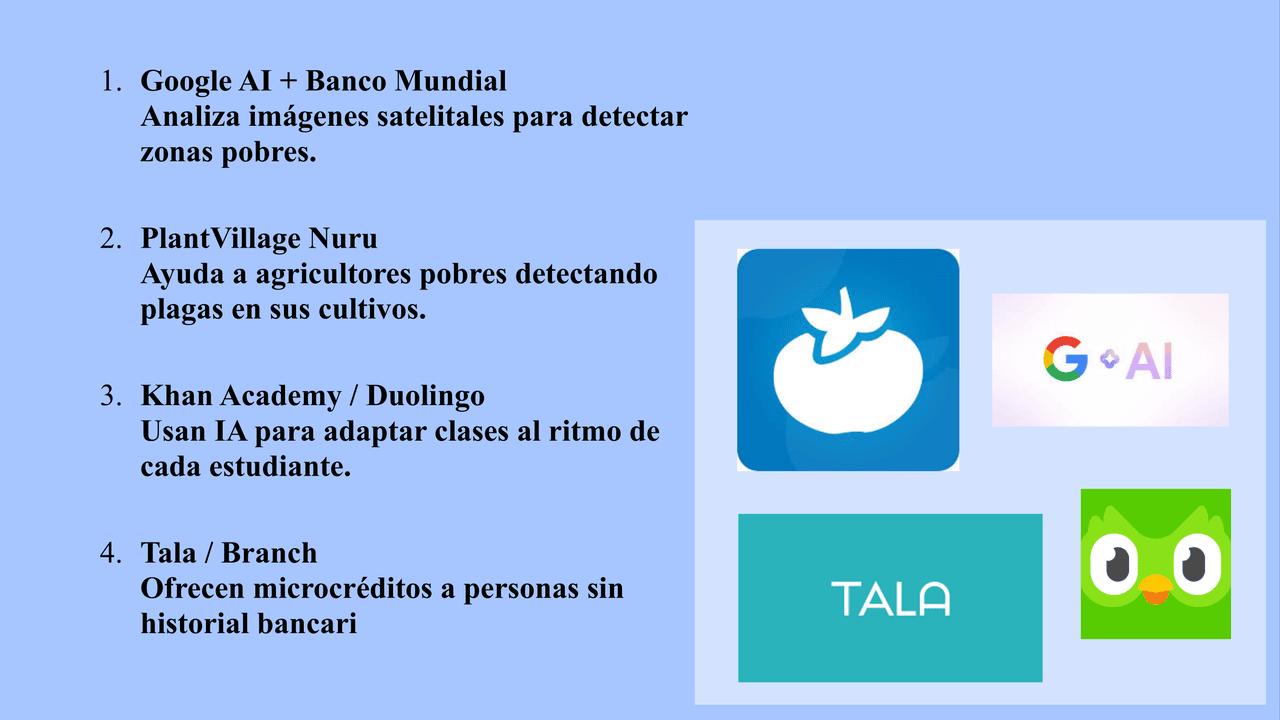 1. Google AI + Banco Mundial
Analiza imágenes satelitales para detectar
zonas pobres.
2. PlantVillage Nuru
Ayuda a agricultores pobres detectando
plagas en sus cultivos.
3. Khan Academy / Duolingo
Usan IA para adaptar clases al ritmo de
cada estudiante.
4. Tala / Branch
Ofrecen microcréditos a personas sin
historial bancari
G AI
TALA